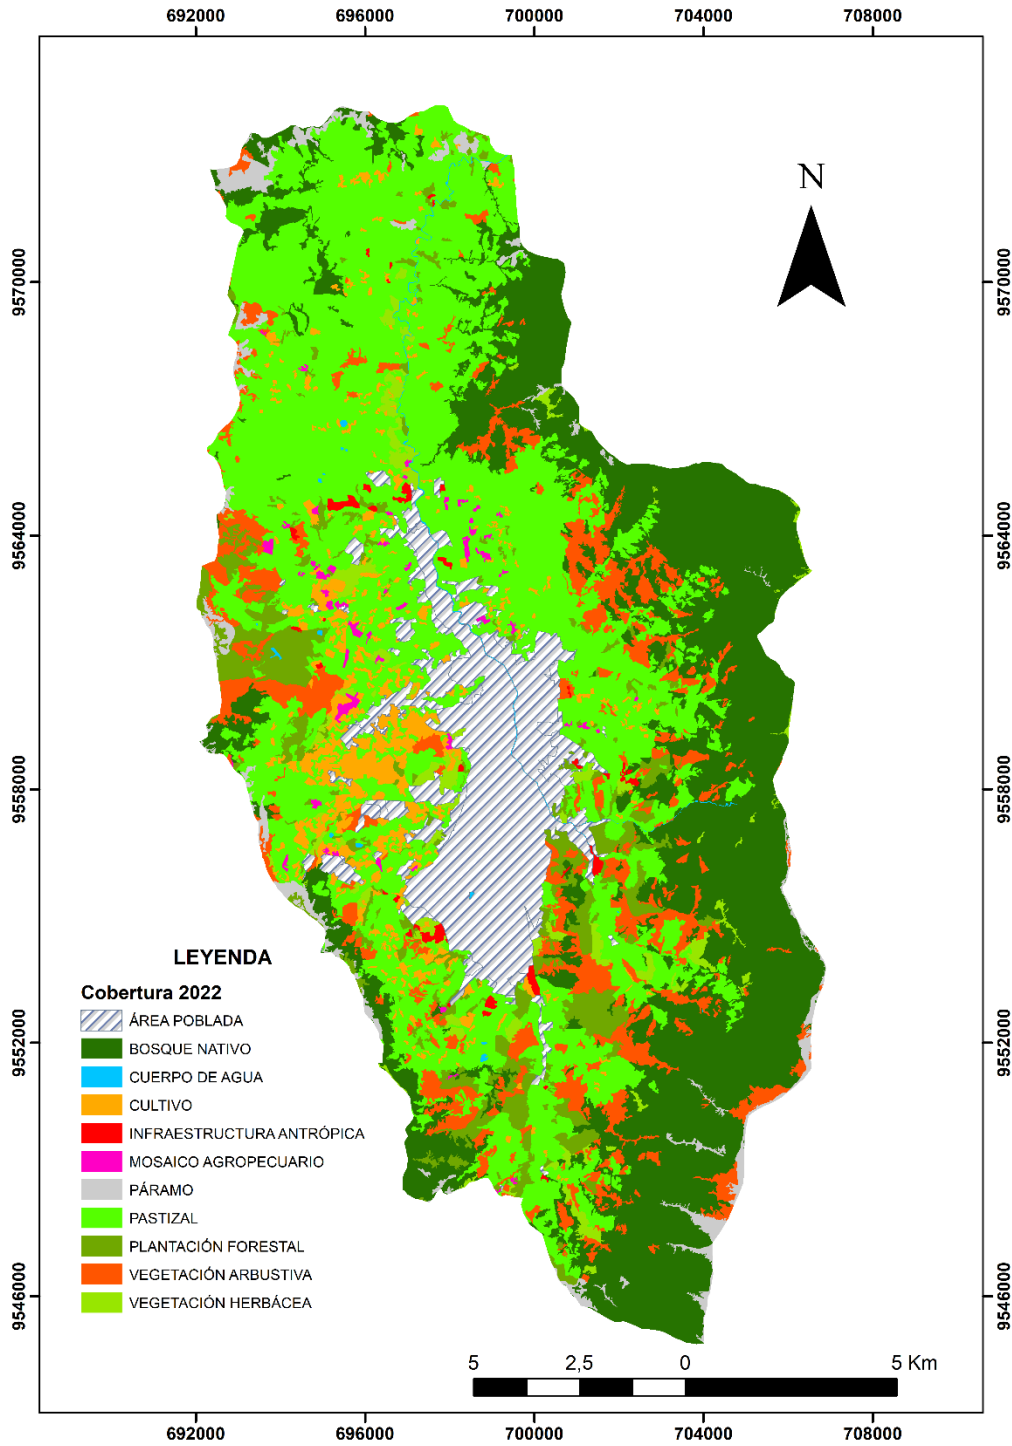 692000 696000 700000 704000 708000
N
9570000 9570000
9564000 9564000
9558000 9558000
LEYENDA
Cobertura 2022
ÁREA POBLADA
BOSQUE NATIVO
9552000 9552000
CUERPO DE AGUA
CULTIVO
INFRAESTRUCTURA ANTRÓPICA
MOSAICO AGROPECUARIO
PÁRAMO
PASTIZAL
PLANTACIÓN FORESTAL
VEGETACIÓN ARBUSTIVA
VEGETACIÓN HERBÁCEA
9546000 9546000
5 2,5 0 5 Km
692000 696000 700000 704000 708000